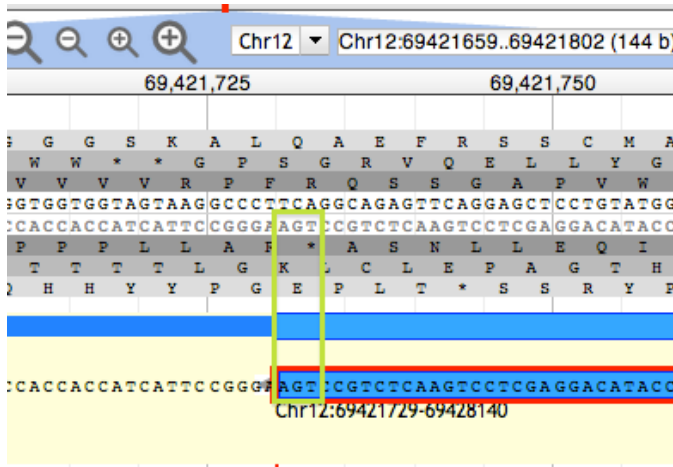 Chr12 Chr12:69421659..69421802 (144 b)
69,421,725 69,421,750
G G G S K A L Q A E F R S S C M A
W W * * G P S G R V Q E L L Y G
V V V V R P F R Q S S G A P V W
GGTGGTGGTAGTAAGGCCCTTCAGGCAGAGTTCAGGAGCTCCTGTATGG
CCACCACCATCATTCCGGGAAGTCCGTCTCAAGTCCTCGAGGACATACC
P P P L L A R * A S N L L E Q I
T T T T L G K L C L E P A G T H
H H Y Y P G E P L T * S S R Y P
CCACCACCATCATTCCGGGAAGTCCGTCTCAAGTCCTCGAGGACATACC
Chr12:69421729-69428140